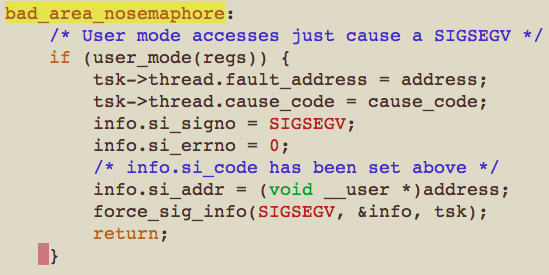 bad_area_nosemaphore:
/* User mode accesses just cause a SIGSEGV */
if (user_mode(regs)) {
tsk->thread.fault_address = address;
tsk->thread.cause_code = cause_code;
info.si_signo = SIGSEGV;
info.si_errno = 0;
/* info.si_code has been set above */
info.si_addr = (void __user *)address;
force_sig_info(SIGSEGV, &info, tsk);
return;
}